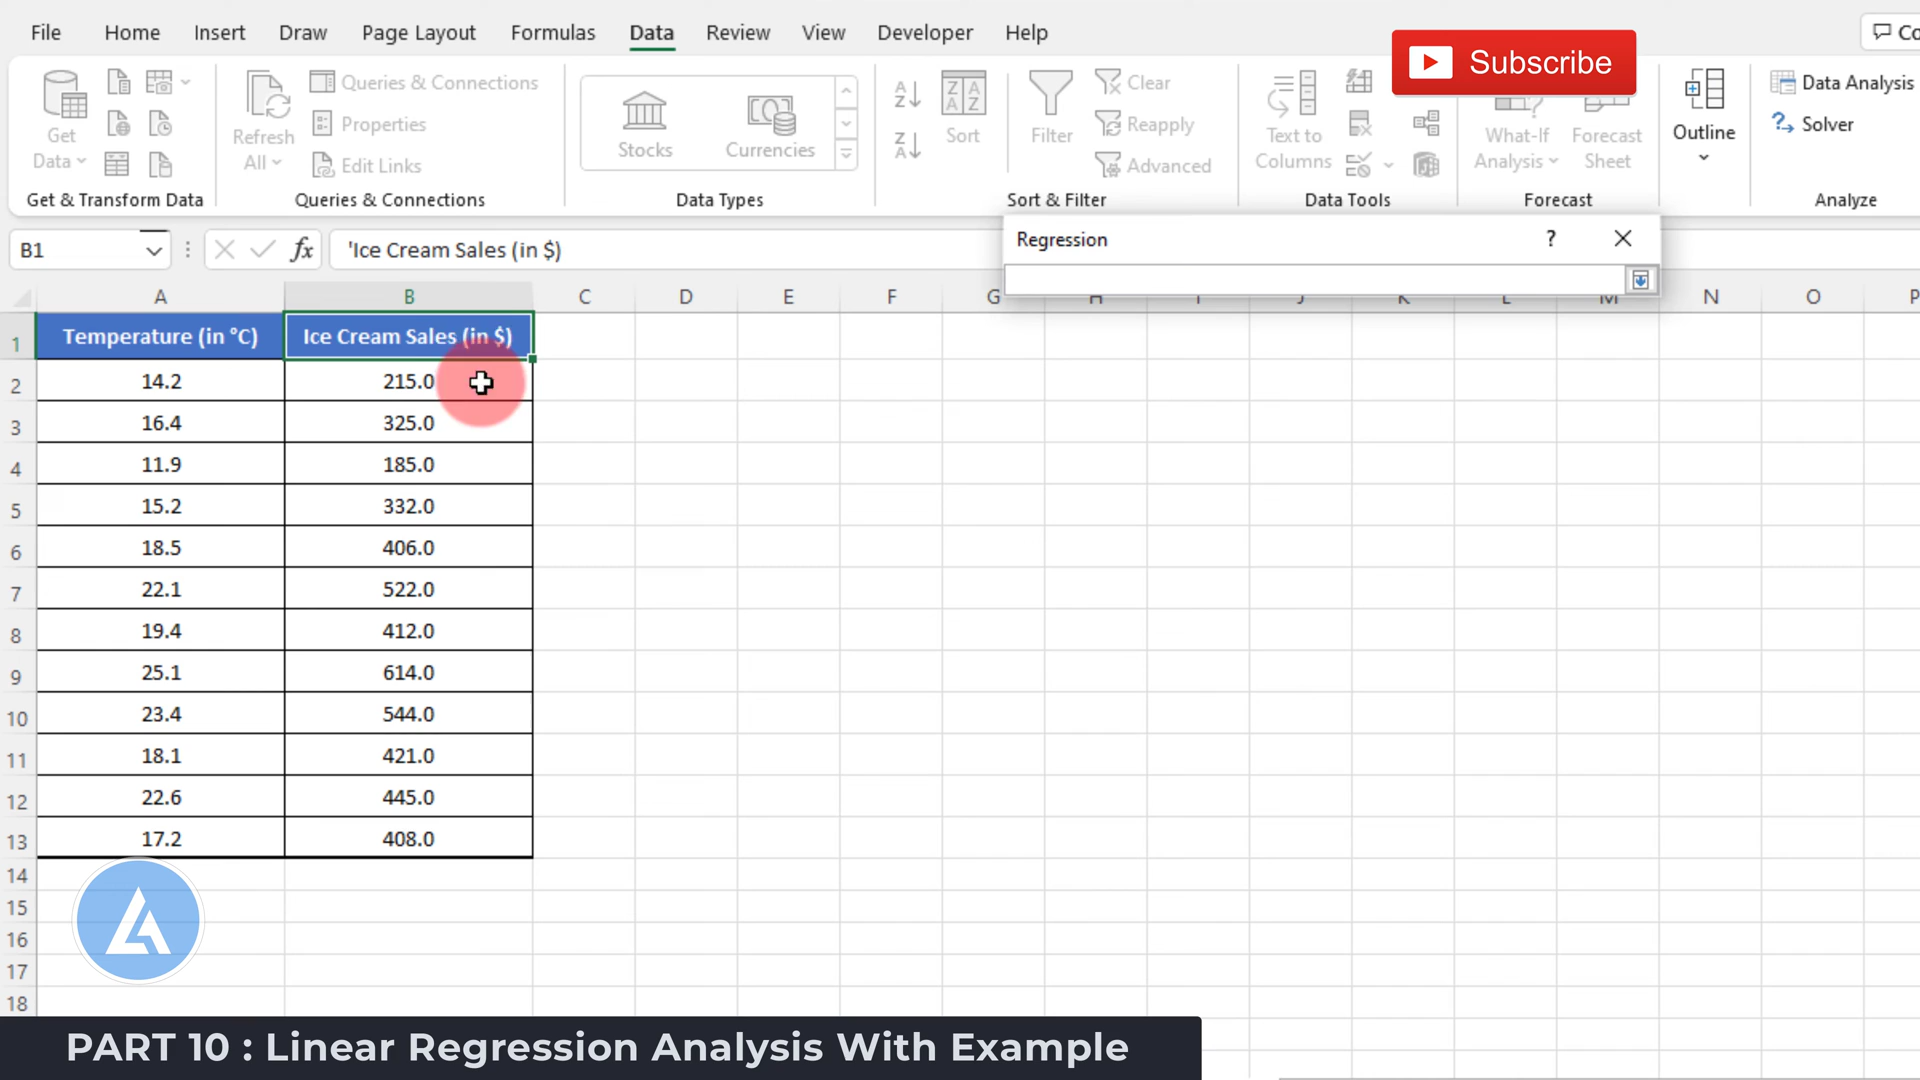 File Home Insert Draw Page Layout Formulas Data Review View Developer Help Co
Subscribe
Get Data
Refresh All
Queries & Connections
Properties
Edit Links
Stocks
Currencies
Sort
Filter
Clear
Reapply
Advanced
Text to Columns
What-If Analysis
Forecast Sheet
Outline
Data Analysis
Solver
Get & Transform Data Queries & Connections Data Types Sort & Filter Data Tools Forecast Analyze
Regression ?
B1 fx 'Ice Cream Sales (in $)
A B C D E F G H I J K L M N O P
1 Temperature (in °C) Ice Cream Sales (in $)
2 14.2 215.0
3 16.4 325.0
4 11.9 185.0
5 15.2 332.0
6 18.5 406.0
7 22.1 522.0
8 19.4 412.0
9 25.1 614.0
10 23.4 544.0
11 18.1 421.0
12 22.6 445.0
13 17.2 408.0
14
15
16
17
18
PART 10 : Linear Regression Analysis With Example